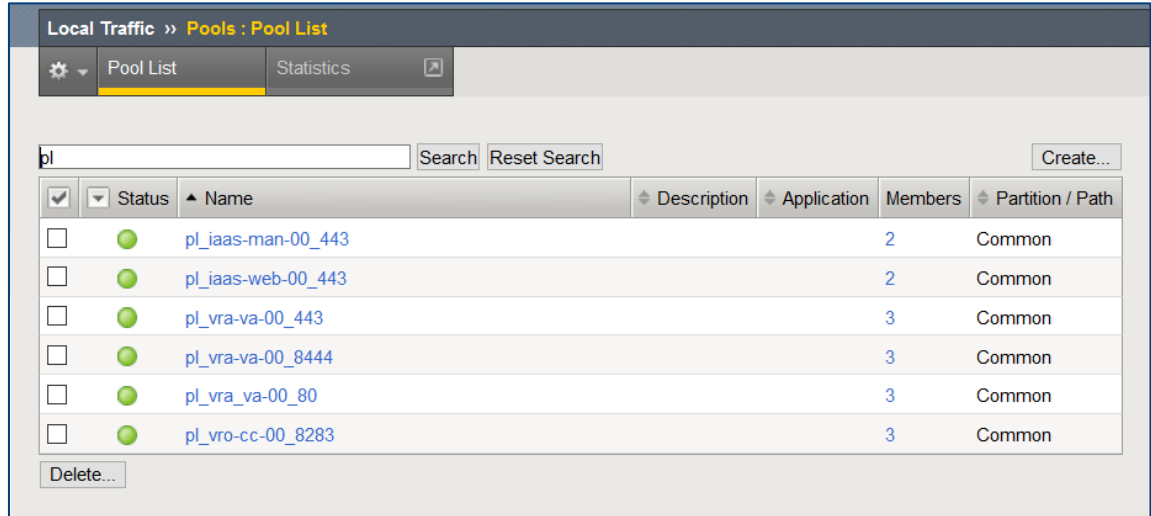 Local Traffic ›› Pools : Pool List
Pool List Statistics
pl Search Reset Search Create...
Status Name Description Application Members Partition / Path
pl_iaas-man-00_443 2 Common
pl_iaas-web-00_443 2 Common
pl_vra-va-00_443 3 Common
pl_vra-va-00_8444 3 Common
pl_vra_va-00_80 3 Common
pl_vro-cc-00_8283 3 Common
Delete...